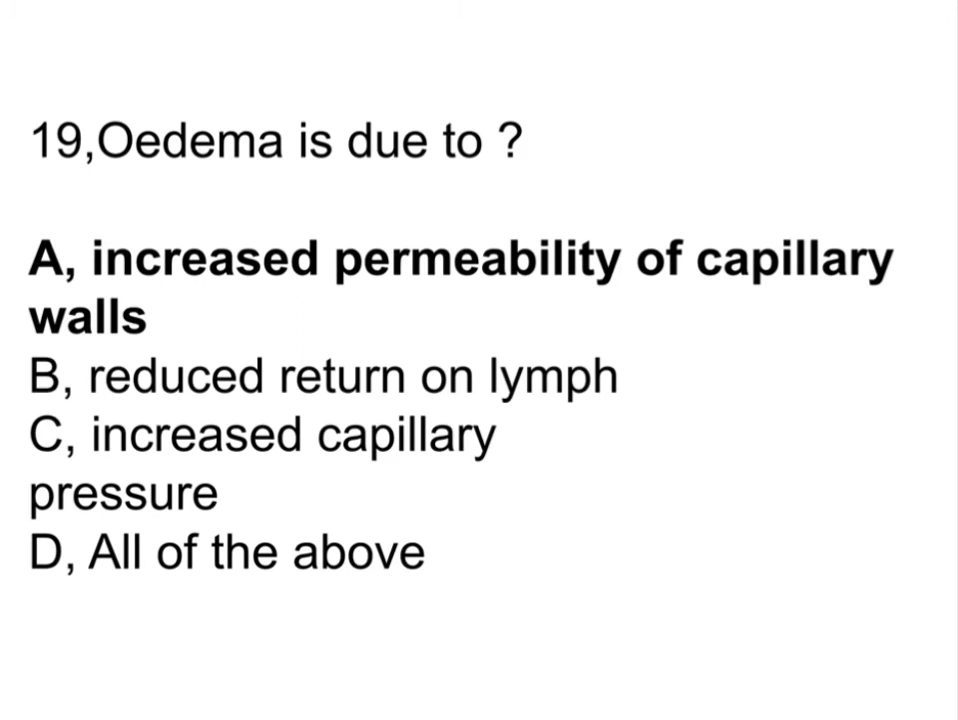 19,Oedema is due to ?
A, increased permeability of capillary
walls
B, reduced return on lymph
C, increased capillary
pressure
D, All of the above